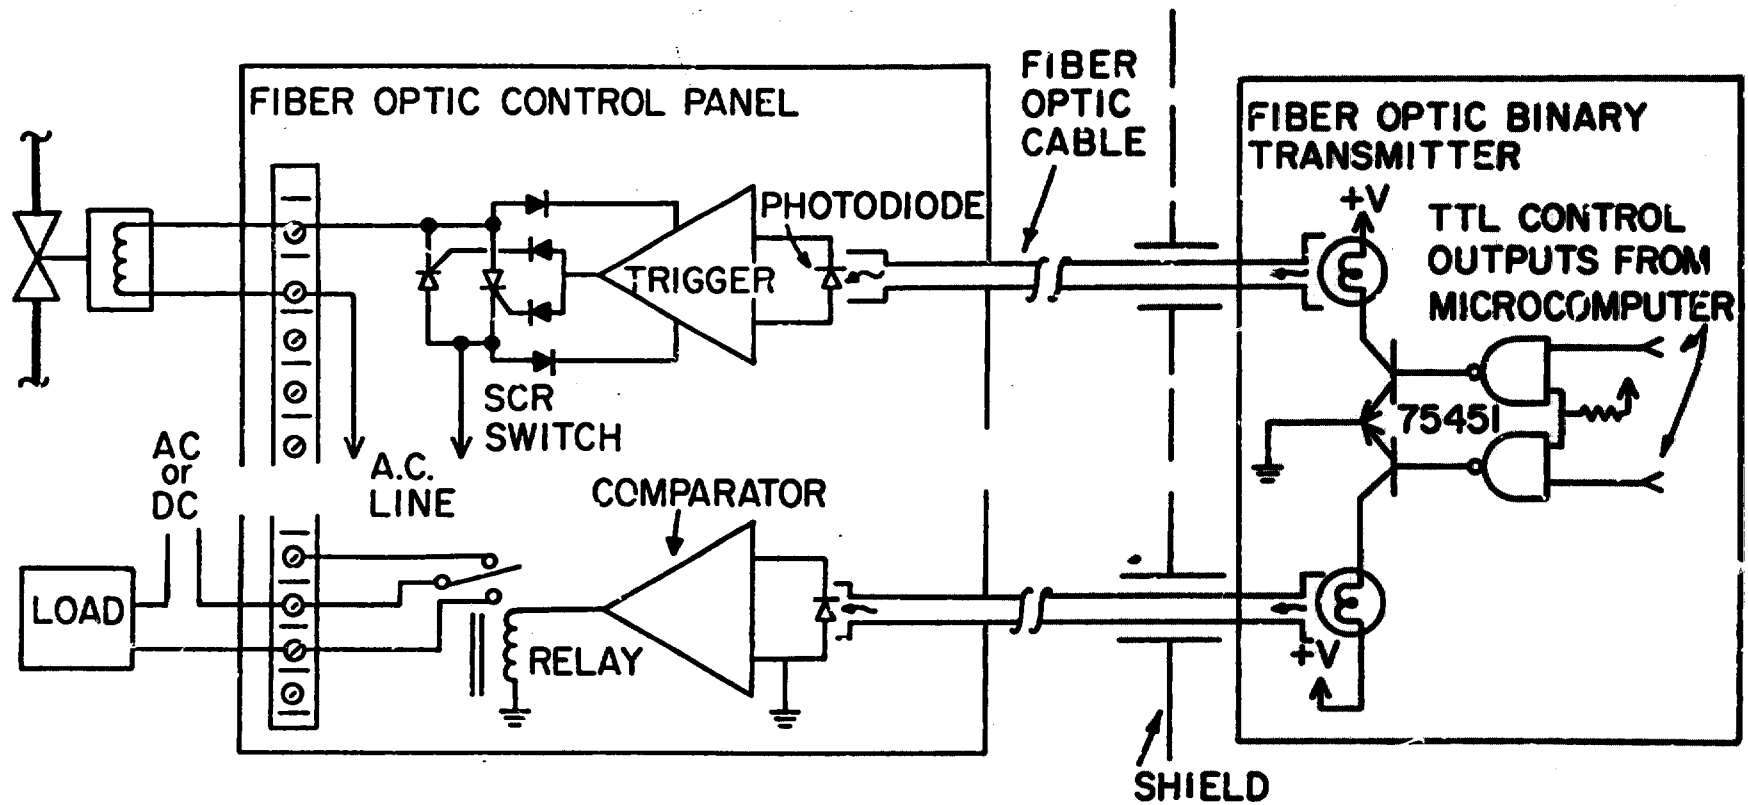 FIBER OPTIC CONTROL PANEL
FIBER
OPTIC
CABLE
FIBER OPTIC BINARY
TRANSMITTER
+V
TTL CONTROL
OUTPUTS FROM
MICROCOMPUTER
PHOTODIODE
TRIGGER
SCR
SWITCH
75451
A.C.
LINE
AC
or
DC
COMPARATOR
LOAD
RELAY
+V
SHIELD